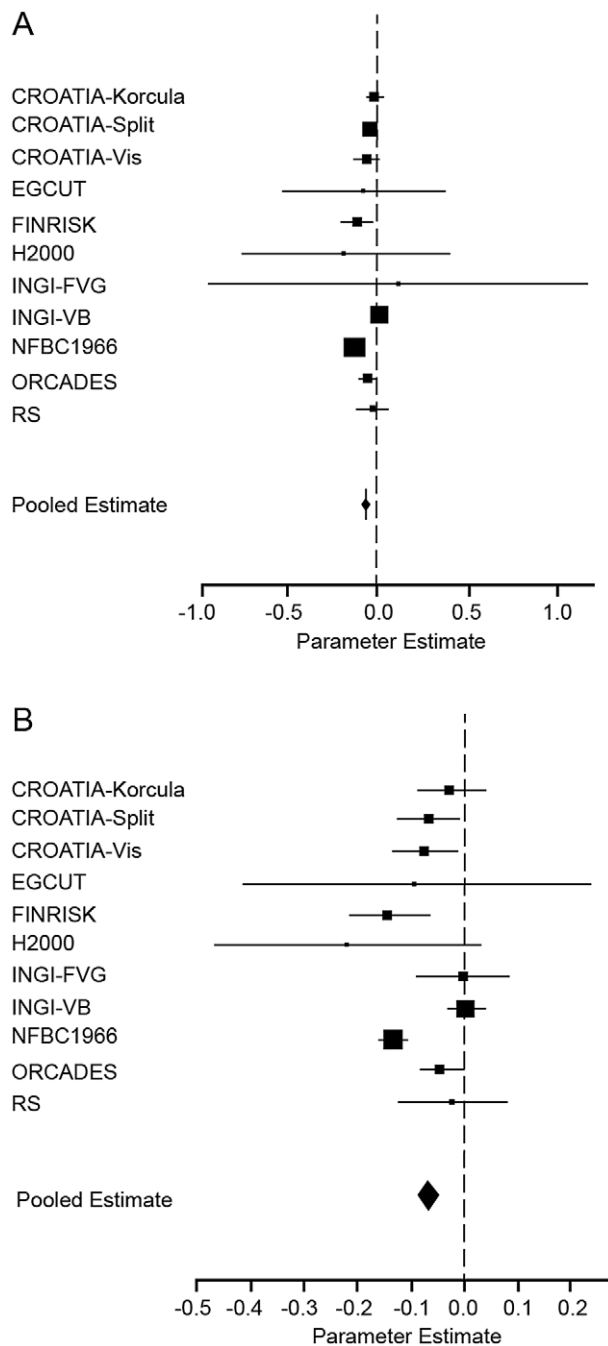 A
CROATIA-Korcula
CROATIA-Split
CROATIA-Vis
EGCUT
FINRISK
H2000
INGI-FVG
INGI-VB
NFBC1966
ORCADES
RS
Pooled Estimate
-1.0 -0.5 0.0 0.5 1.0
Parameter Estimate
B
CROATIA-Korcula
CROATIA-Split
CROATIA-Vis
EGCUT
FINRISK
H2000
INGI-FVG
INGI-VB
NFBC1966
ORCADES
RS
Pooled Estimate
-0.5 -0.4 -0.3 -0.2 -0.1 0.0 0.1 0.2
Parameter Estimate